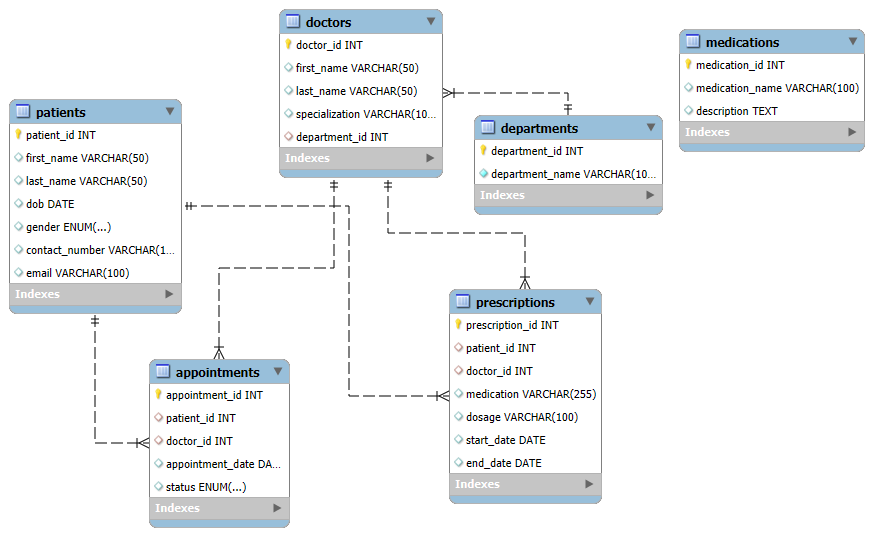 doctors
doctor_id INT
first_name VARCHAR(50)
last_name VARCHAR(50)
specialization VARCHAR(10...
department_id INT
Indexes
medications
medication_id INT
medication_name VARCHAR(100)
description TEXT
Indexes
patients
patient_id INT
first_name VARCHAR(50)
last_name VARCHAR(50)
dob DATE
gender ENUM(...)
contact_number VARCHAR(1...
email VARCHAR(100)
Indexes
departments
department_id INT
department_name VARCHAR(10...
Indexes
prescriptions
prescription_id INT
patient_id INT
doctor_id INT
medication VARCHAR(255)
dosage VARCHAR(100)
start_date DATE
end_date DATE
Indexes
appointments
appointment_id INT
patient_id INT
doctor_id INT
appointment_date DA...
status ENUM(...)
Indexes